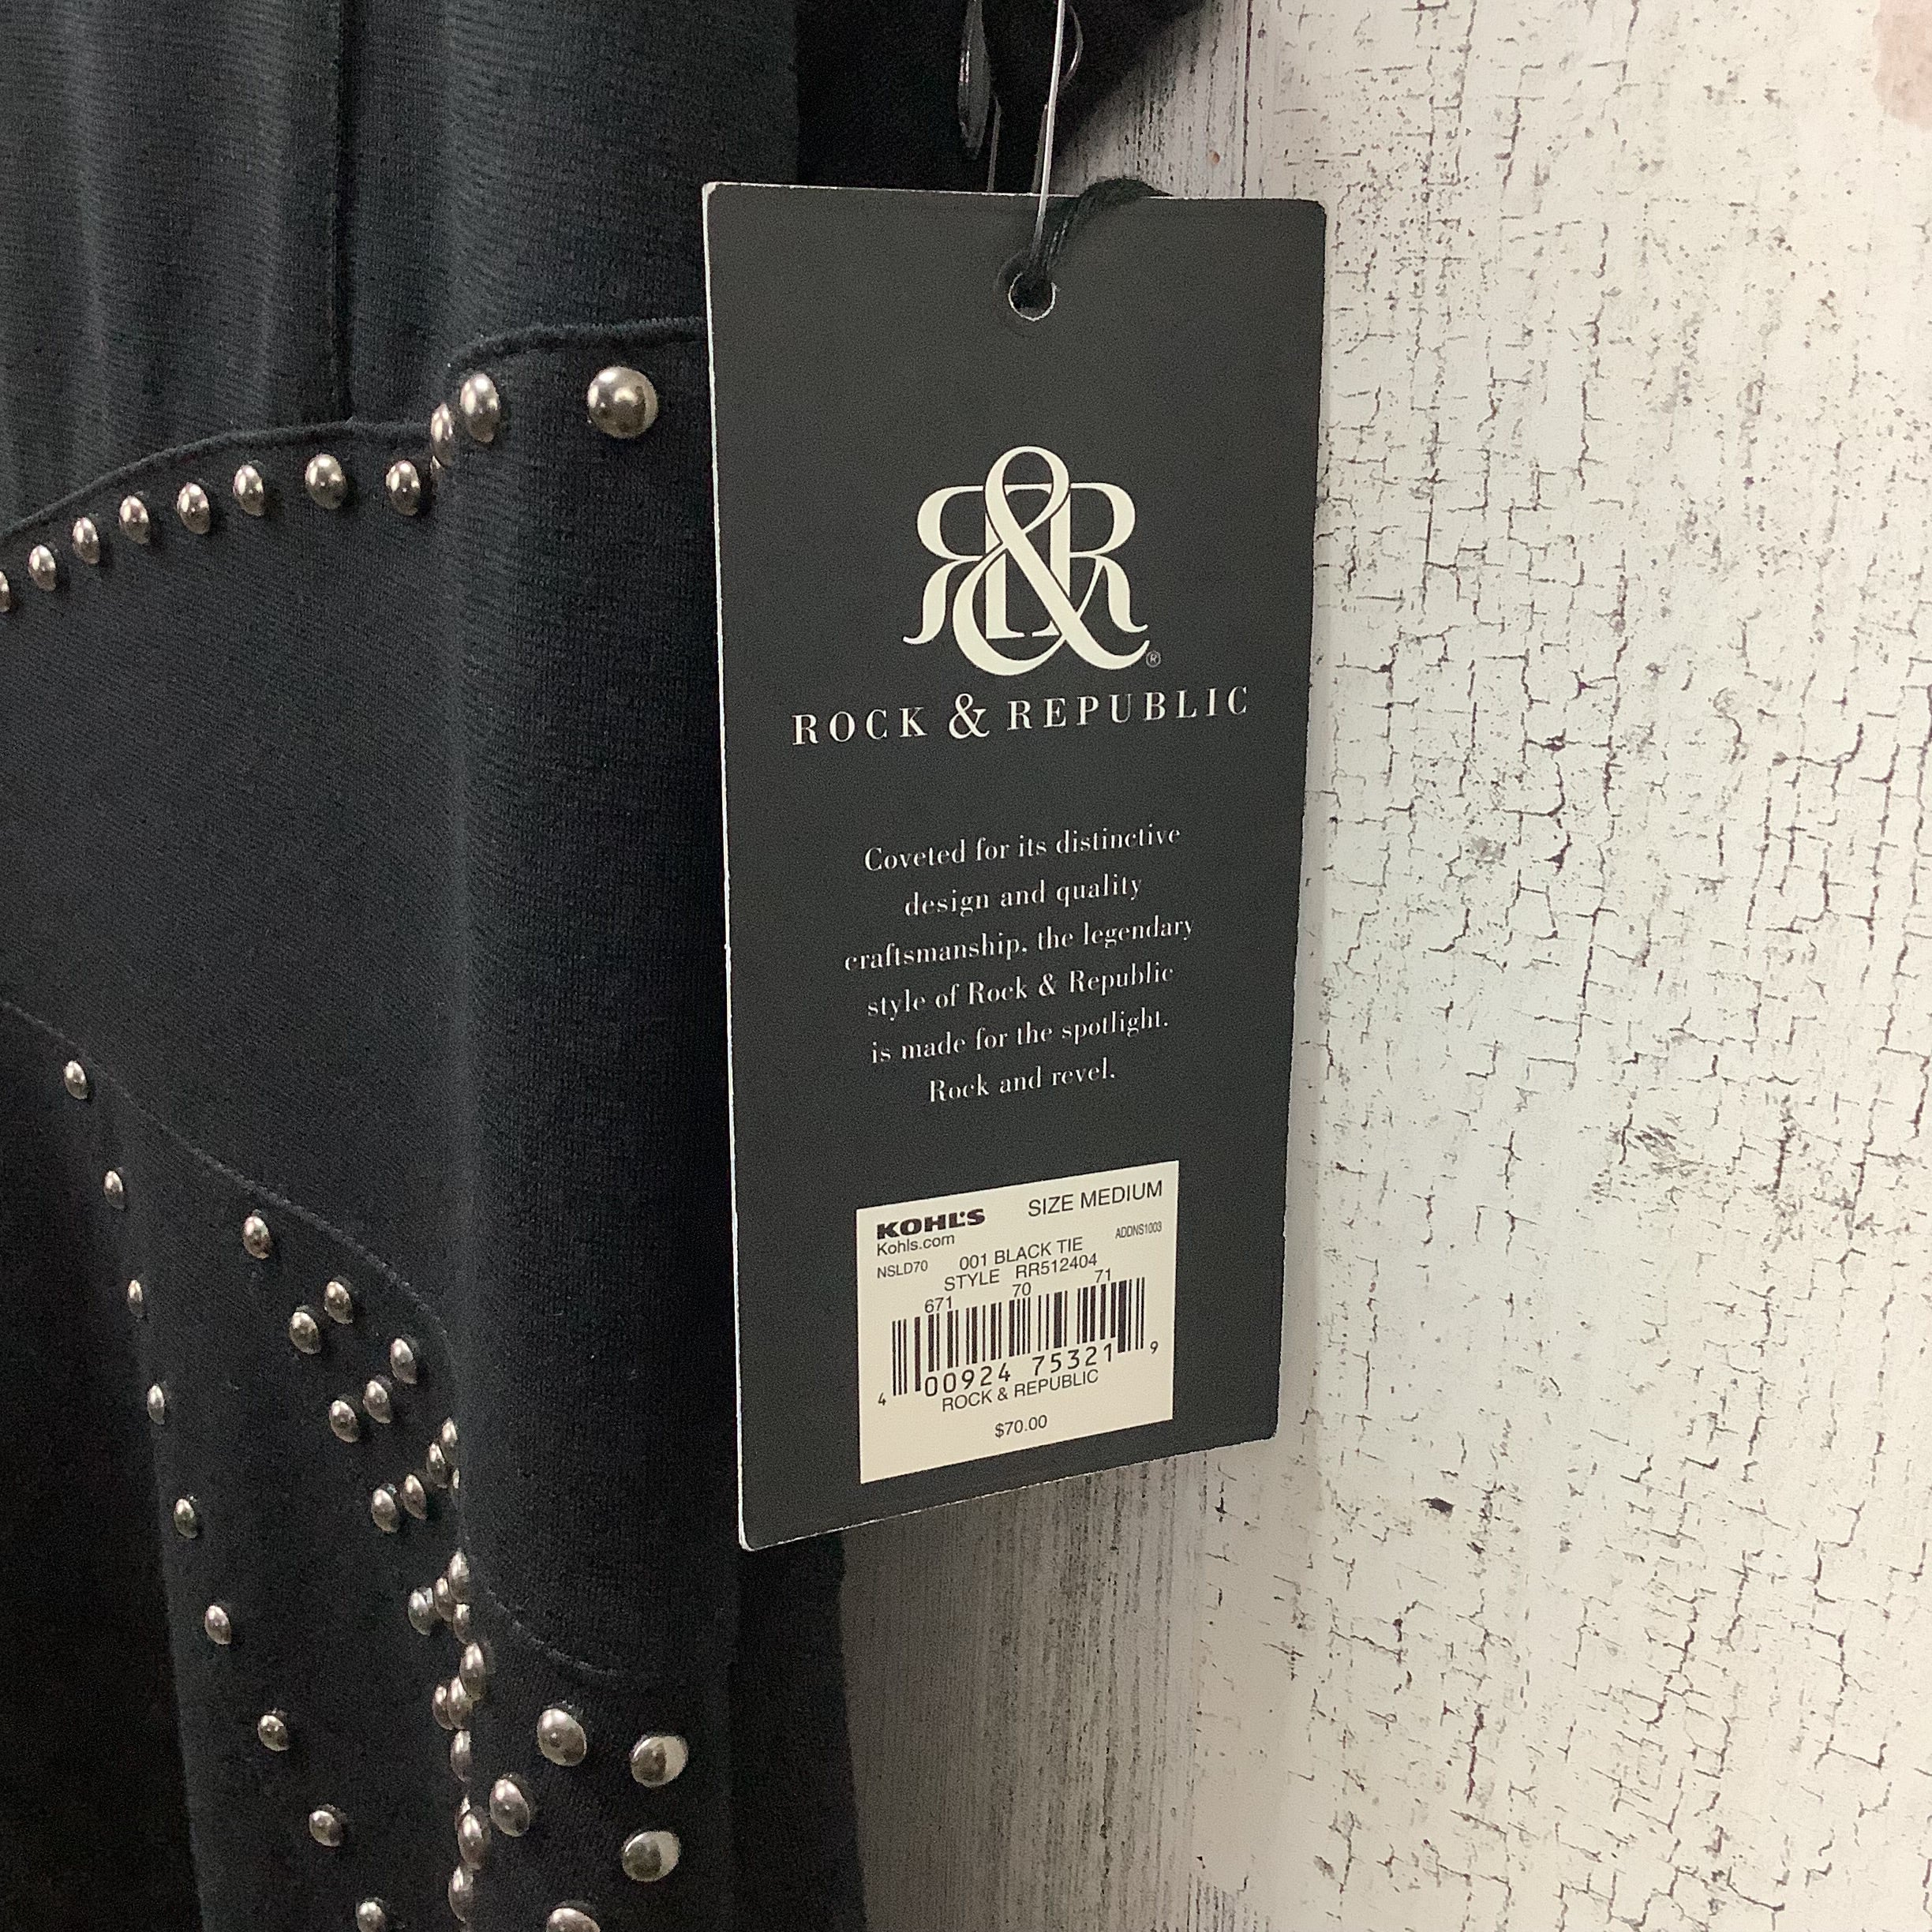 R&R®
ROCK & REPUBLIC
Coveted for its distinctive
design and quality
craftsmanship, the legendary
style of Rock & Republic
is made for the spotlight.
Rock and revel.
KOHL'S SIZE MEDIUM
Kohls.com ADDNS1003
NSLD70 001 BLACK TIE
STYLE RR512404
671 70 71
4 00924 75321 9
ROCK & REPUBLIC
$70.00